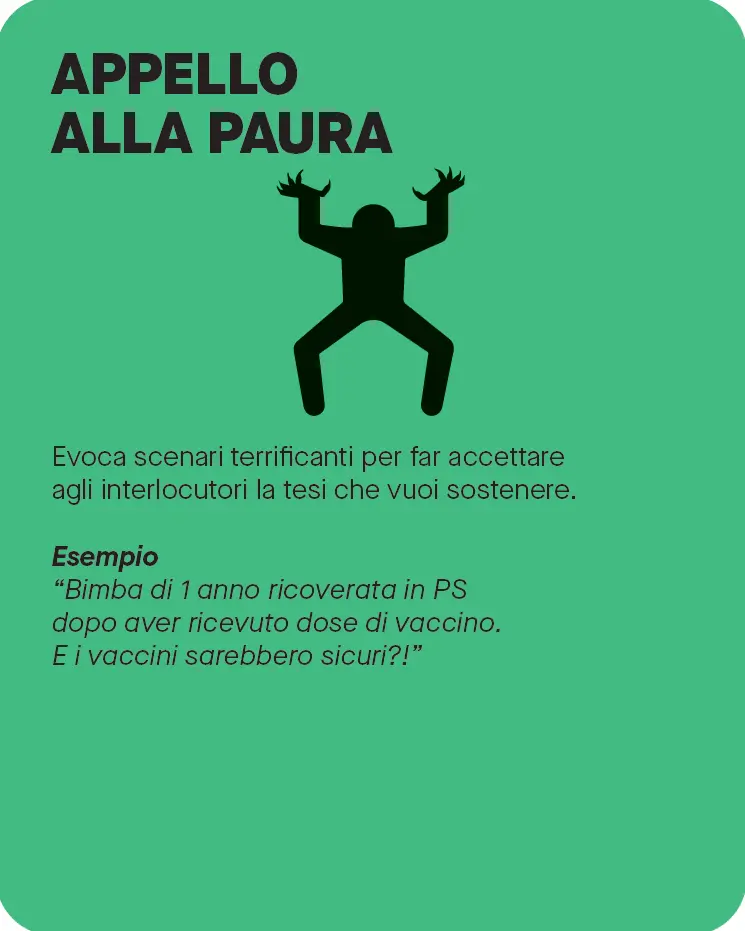 APPELLO
ALLA PAURA
Evoca scenari terrificanti per far accettare
agli interlocutori la tesi che vuoi sostenere.
Esempio
“Bimba di 1 anno ricoverata in PS
dopo aver ricevuto dose di vaccino.
E i vaccini sarebbero sicuri?!”